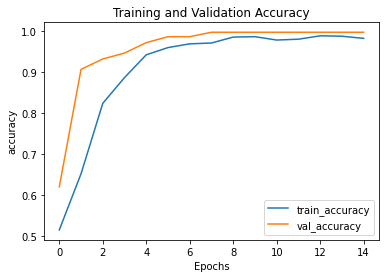 Training and Validation Accuracy
1.0
0.9
0.8
0.7
0.6
0.5
accuracy
train_accuracy
val_accuracy
0 2 4 6 8 10 12 14
Epochs